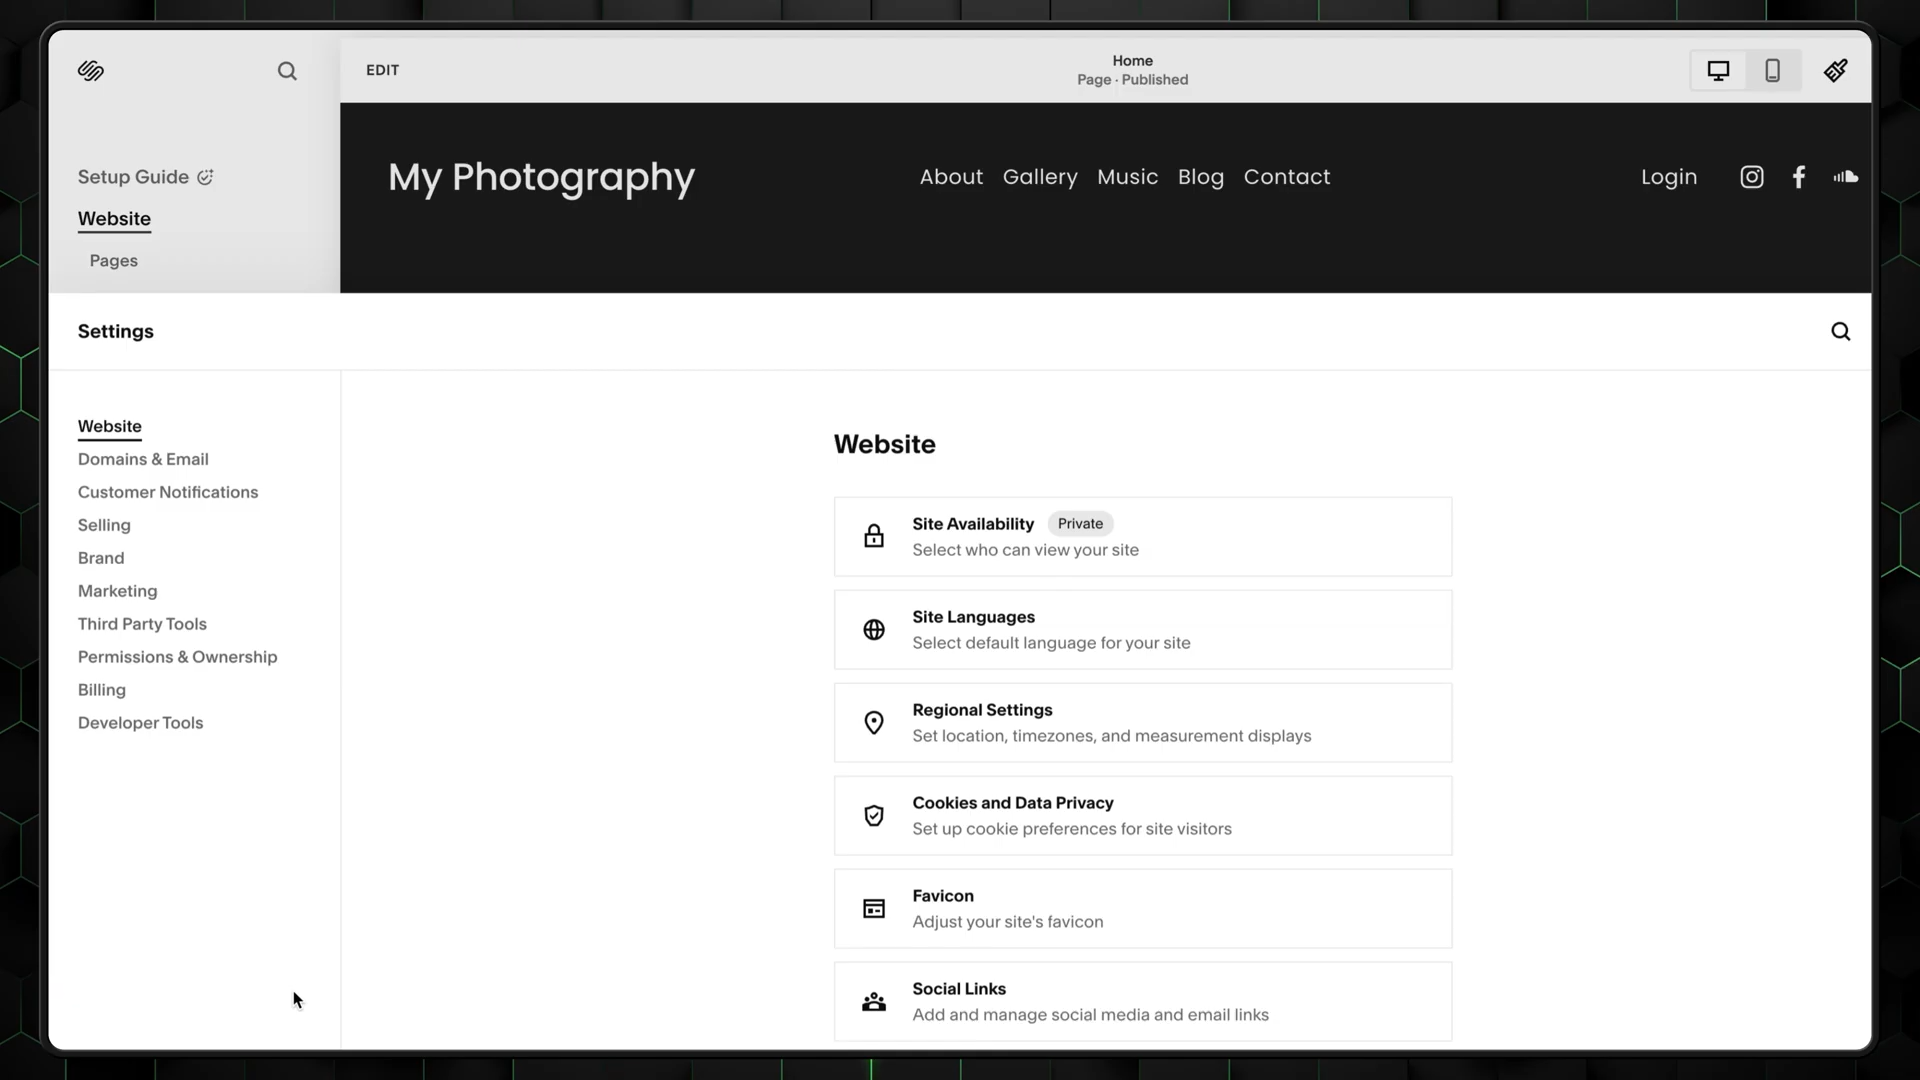 EDIT
Home
Page · Published
Setup Guide
Website
Pages
My Photography
About Gallery Music Blog Contact
Login
Settings
Website
Domains & Email
Customer Notifications
Selling
Brand
Marketing
Third Party Tools
Permissions & Ownership
Billing
Developer Tools
Website
Site Availability Private
Select who can view your site
Site Languages
Select default language for your site
Regional Settings
Set location, timezones, and measurement displays
Cookies and Data Privacy
Set up cookie preferences for site visitors
Favicon
Adjust your site's favicon
Social Links
Add and manage social media and email links